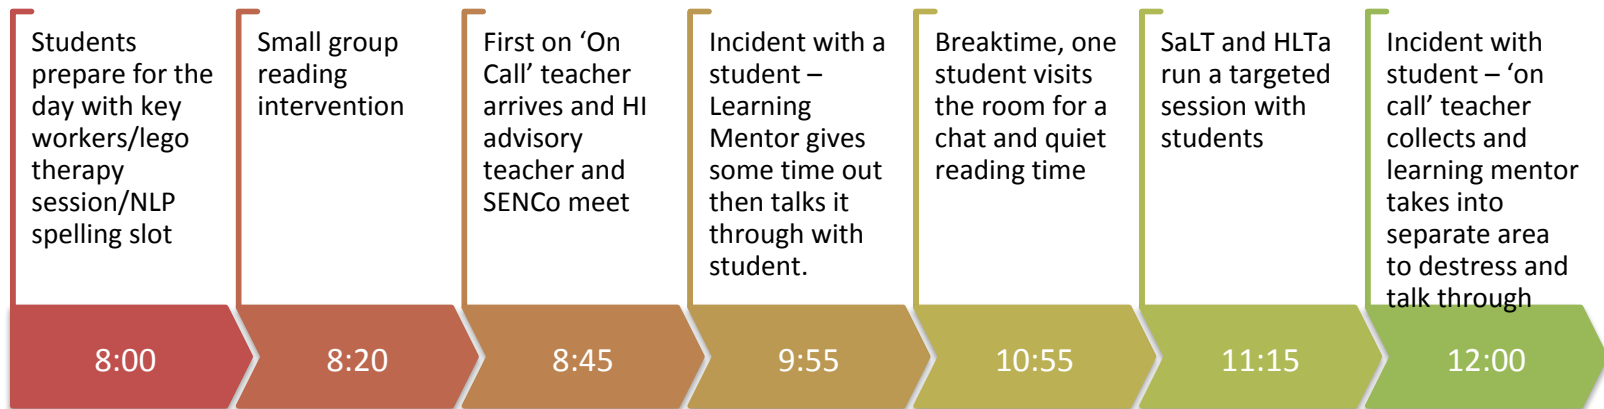 Students
prepare for the
day with key
workers/lego
therapy
session/NLP
spelling slot
8:00
Small group
reading
intervention
8:20
First on ‘On
Call’ teacher
arrives and HI
advisory
teacher and
SENCo meet
8:45
Incident with a
student –
Learning
Mentor gives
some time out
then talks it
through with
student.
9:55
Breaktime, one
student visits
the room for a
chat and quiet
reading time
10:55
SaLT and HLTa
run a targeted
session with
students
11:15
Incident with
student – ‘on
call’ teacher
collects and
learning mentor
takes into
separate area
to destress and
talk through
12:00